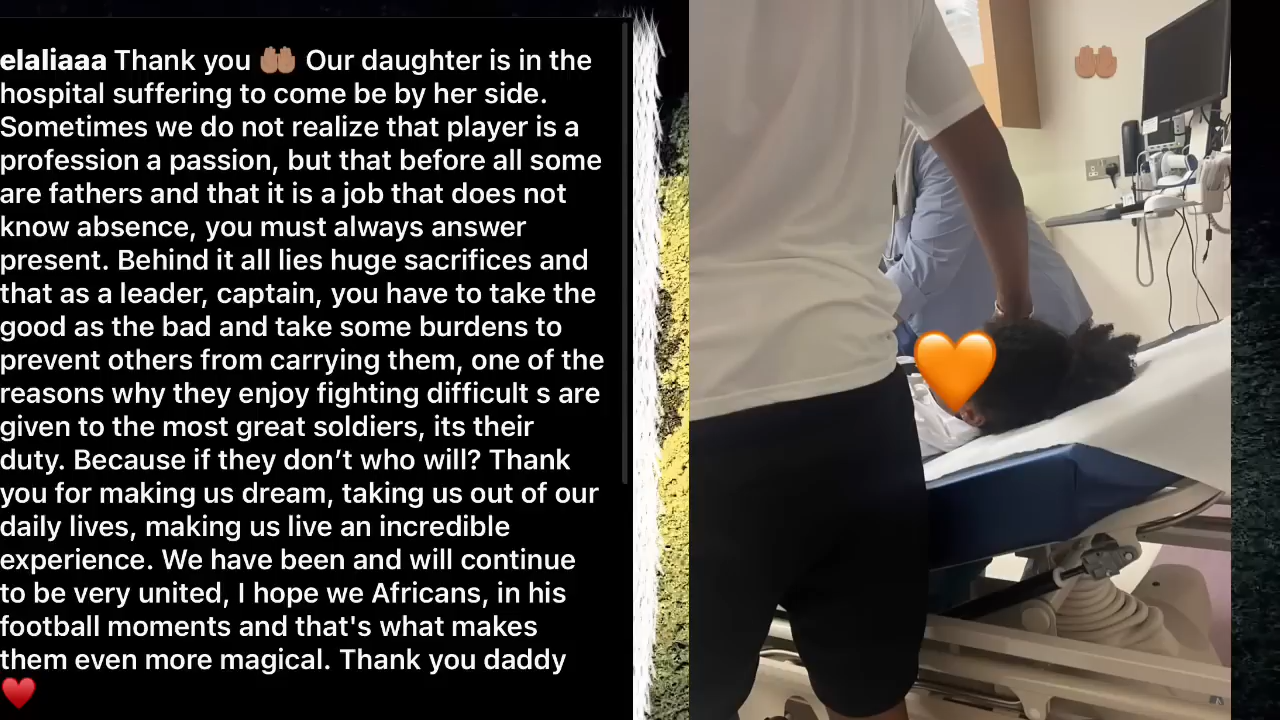 elaliaaa Thank you 🤲🏽 Our daughter is in the
hospital suffering to come be by her side.
Sometimes we do not realize that player is a
profession a passion, but that before all some
are fathers and that it is a job that does not
know absence, you must always answer
present. Behind it all lies huge sacrifices and
that as a leader, captain, you have to take the
good as the bad and take some burdens to
prevent others from carrying them, one of the
reasons why they enjoy fighting difficult s are
given to the most great soldiers, its their
duty. Because if they don’t who will? Thank
you for making us dream, taking us out of our
daily lives, making us live an incredible
experience. We have been and will continue
to be very united, I hope we Africans, in his
football moments and that's what makes
them even more magical. Thank you daddy
♥️